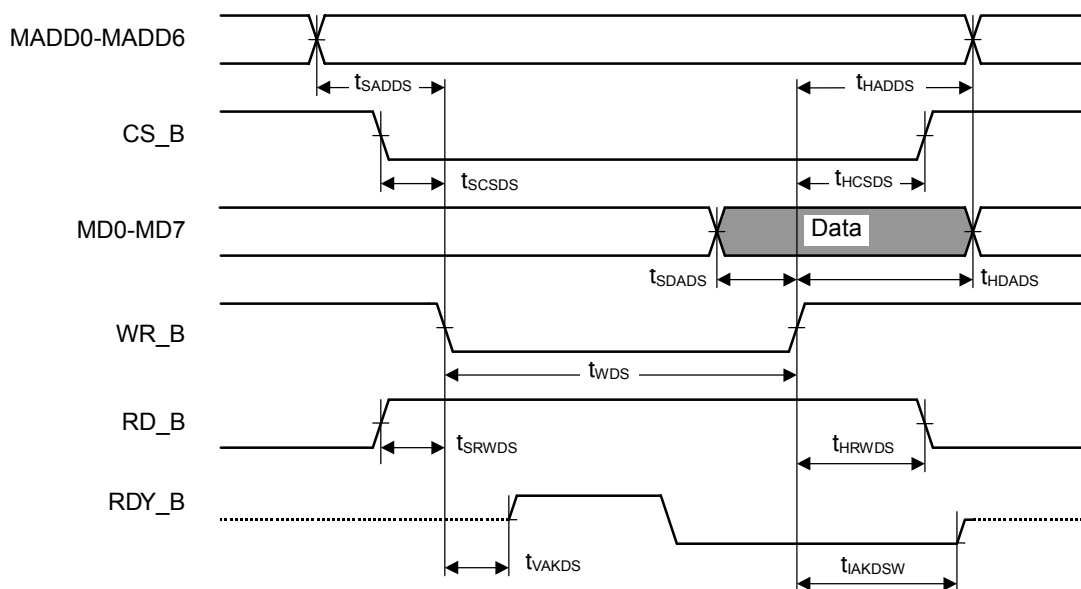 MADD0-MADD6
tSADDS tHADDS
CS_B
tSCSDS tHCSDS
MD0-MD7 Data
tSDADS tHDADS
WR_B
tWDS
RD_B
tSRWDS tHRWDS
RDY_B
tVAKDS tIAKDSW